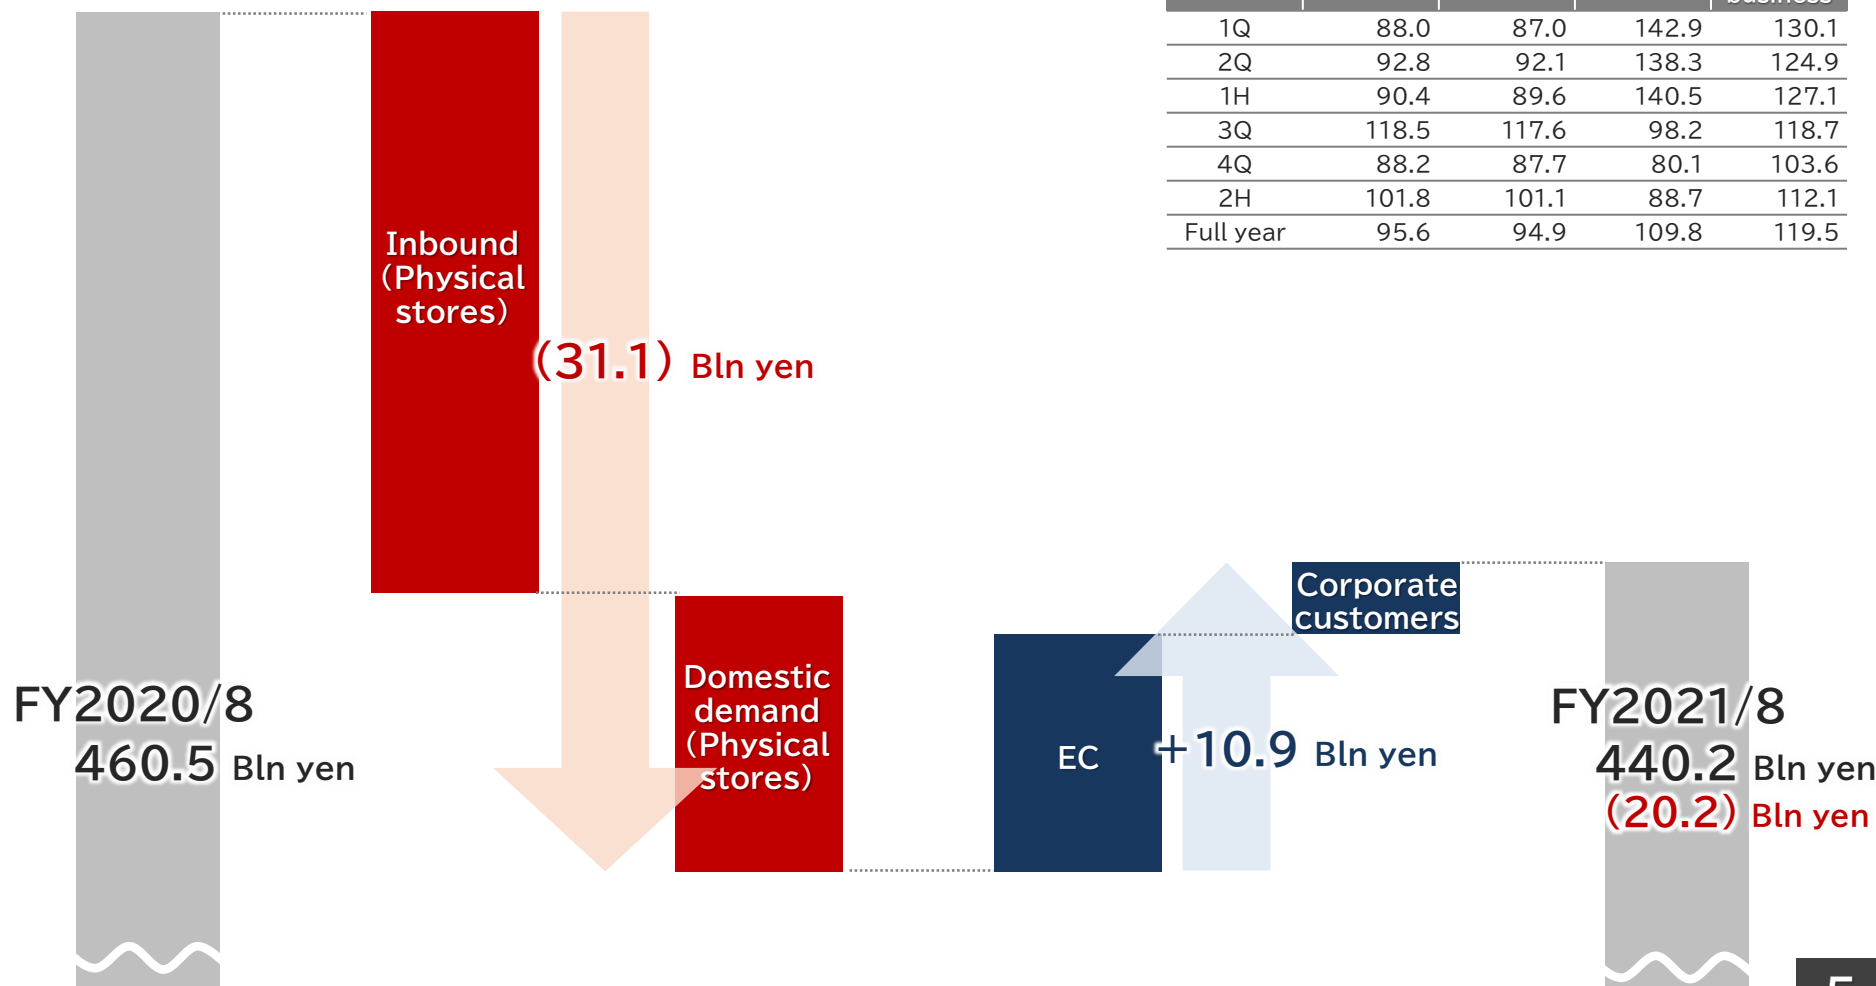 business
1Q 88.0 87.0 142.9 130.1
2Q 92.8 92.1 138.3 124.9
1H 90.4 89.6 140.5 127.1
3Q 118.5 117.6 98.2 118.7
4Q 88.2 87.7 80.1 103.6
2H 101.8 101.1 88.7 112.1
Full year 95.6 94.9 109.8 119.5
Inbound
(Physical
stores)
(31.1) Bln yen
Domestic
demand
(Physical
stores)
EC
+10.9 Bln yen
Corporate
customers
FY2020/8
460.5 Bln yen
FY2021/8
440.2 Bln yen
(20.2) Bln yen